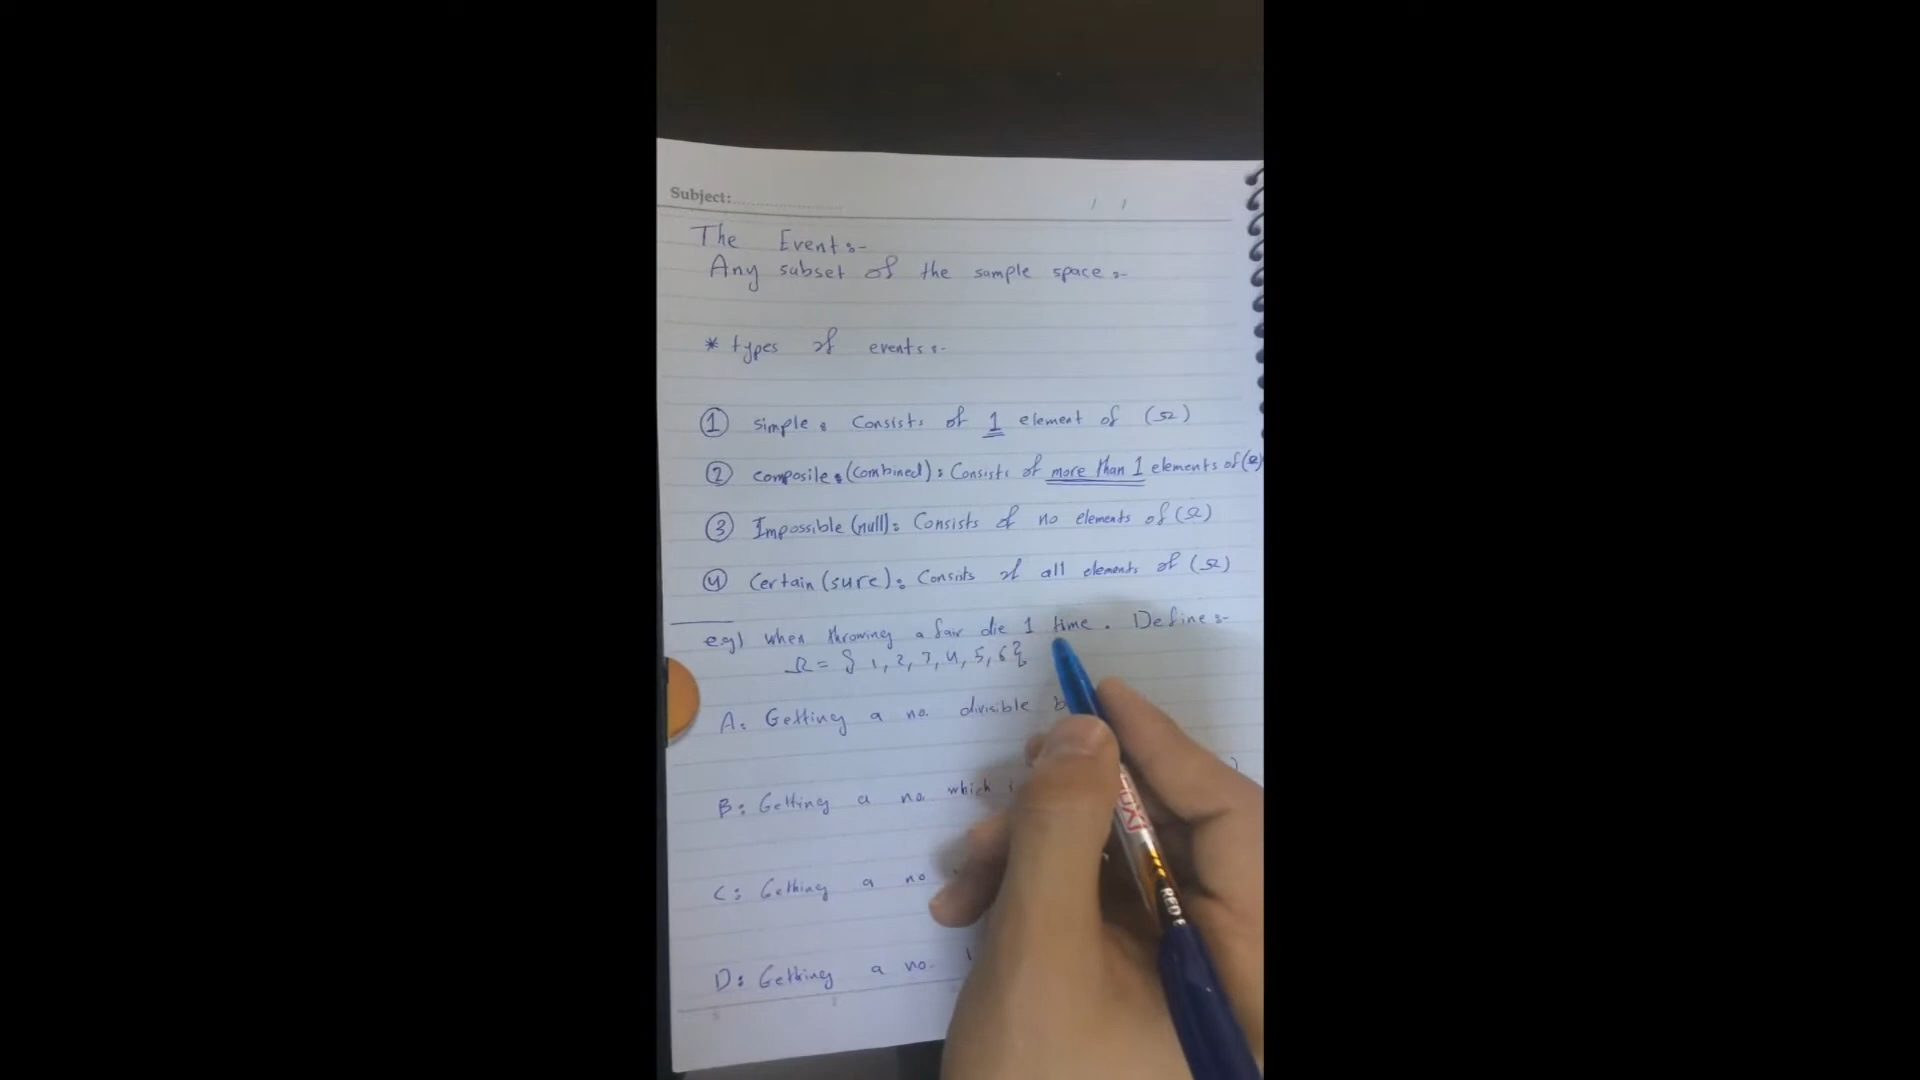 Subject:
The Events:-
Any subset of the sample space:-
* types of events:-
① simple: Consists of 1 element of (Ω)
② composite: (combined): Consists of more than 1 elements of (Ω)
③ Impossible (null): Consists of no elements of (Ω)
④ Certain (sure): Consists of all elements of (Ω)
e.g) when throwing a fair die 1 time. Define:-
Ω = { 1, 2, 3, 4, 5, 6 }
A: Getting a no. divisible
B: Getting a no. which
C: Getting a no
D: Getting a no.